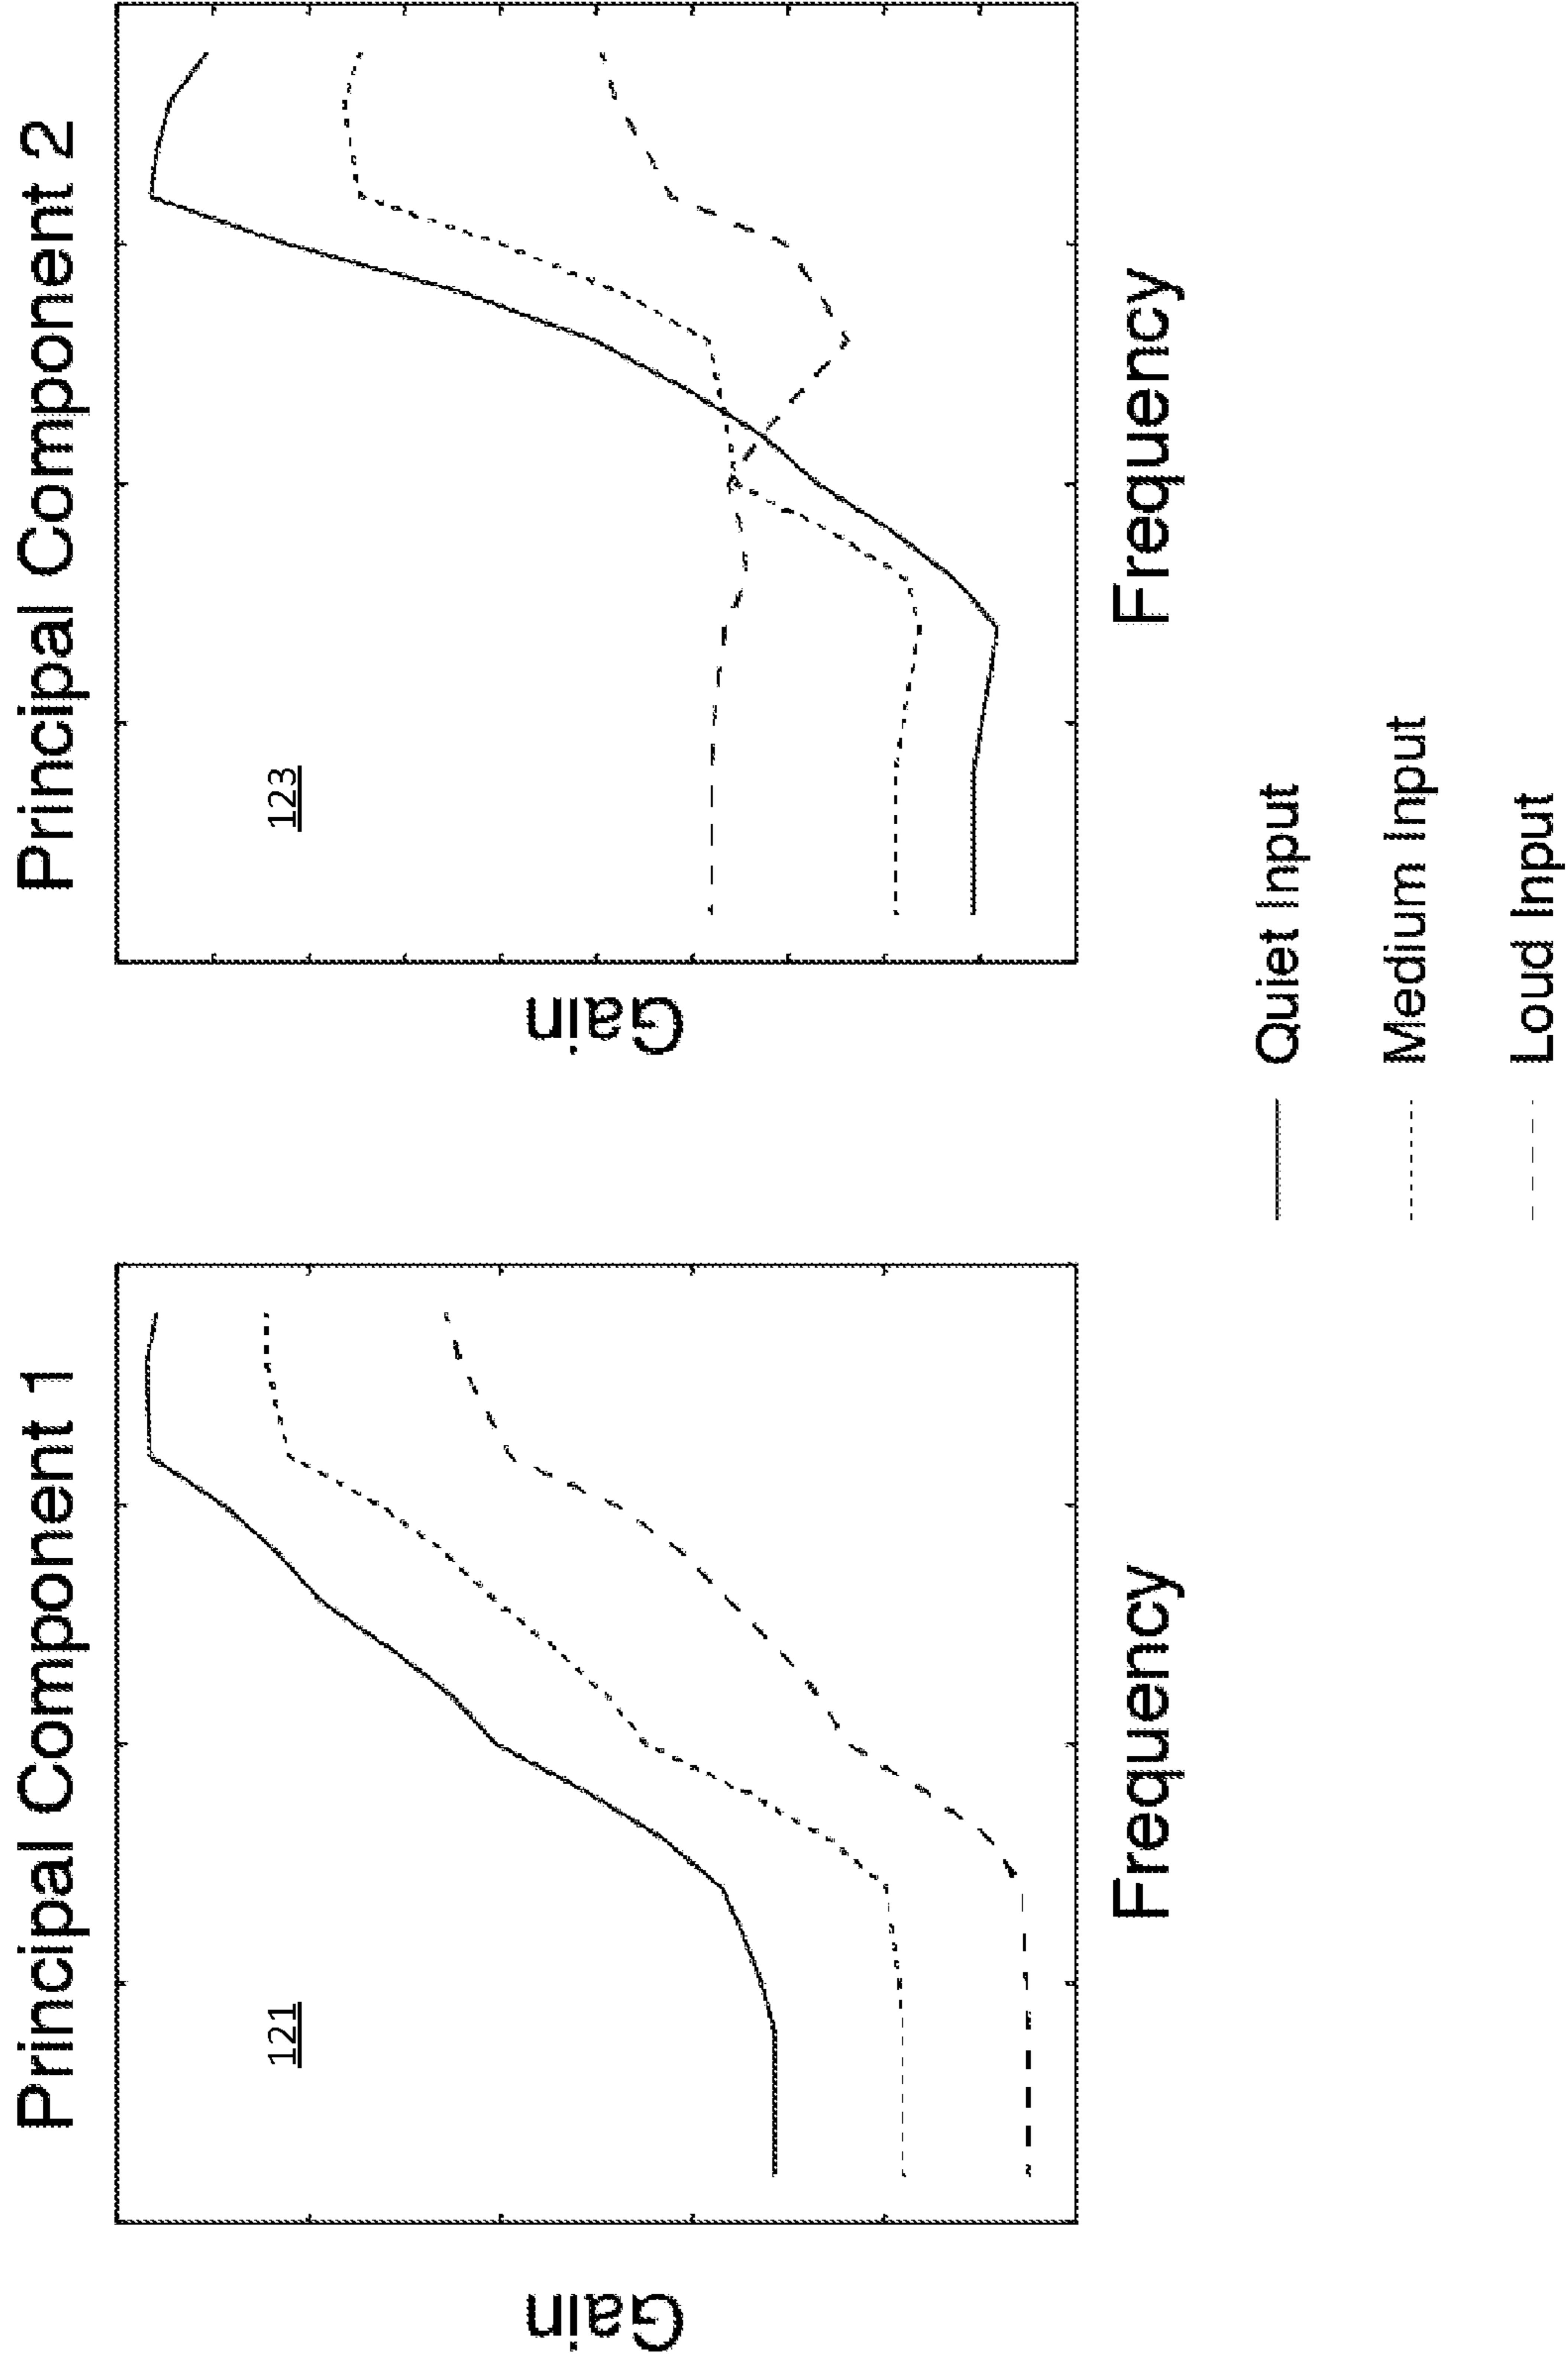 Principal Component 1
121
Gain
Frequency
Principal Component 2
123
Gain
Frequency
Quiet Input
Medium Input
Loud Input